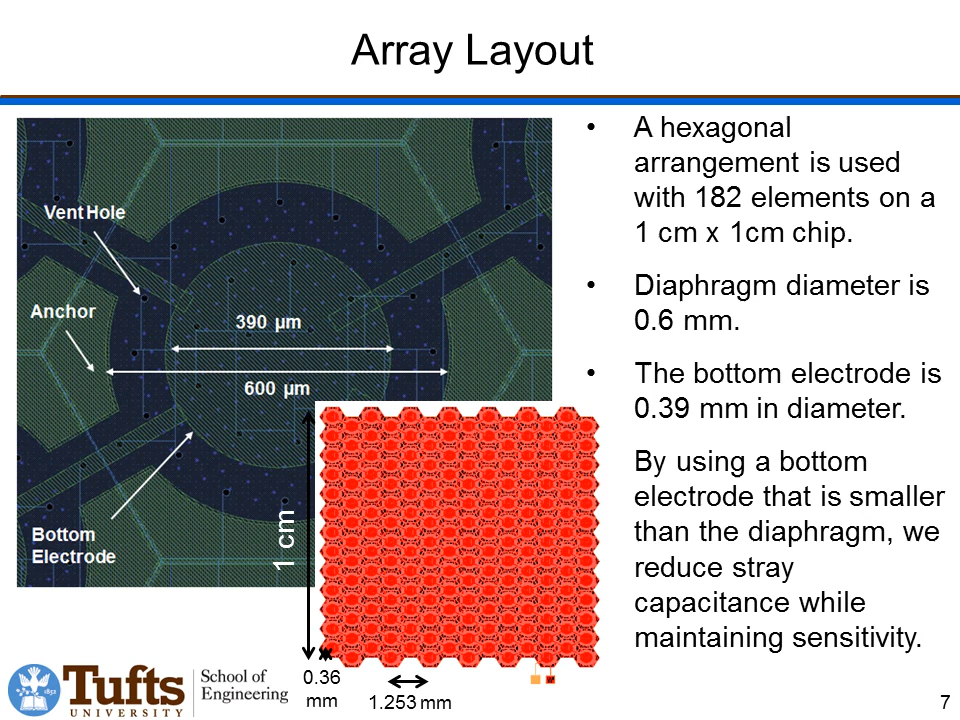 Array Layout
Vent Hole
Anchor
390 µm
600 µm
Bottom
Electrode
1 cm
0.36
mm
1.253 mm
• A hexagonal
arrangement is used
with 182 elements on a
1 cm x 1cm chip.
• Diaphragm diameter is
0.6 mm.
• The bottom electrode is
0.39 mm in diameter.
By using a bottom
electrode that is smaller
than the diaphragm, we
reduce stray
capacitance while
maintaining sensitivity.
1852
Tufts
UNIVERSITY
School of
Engineering
7